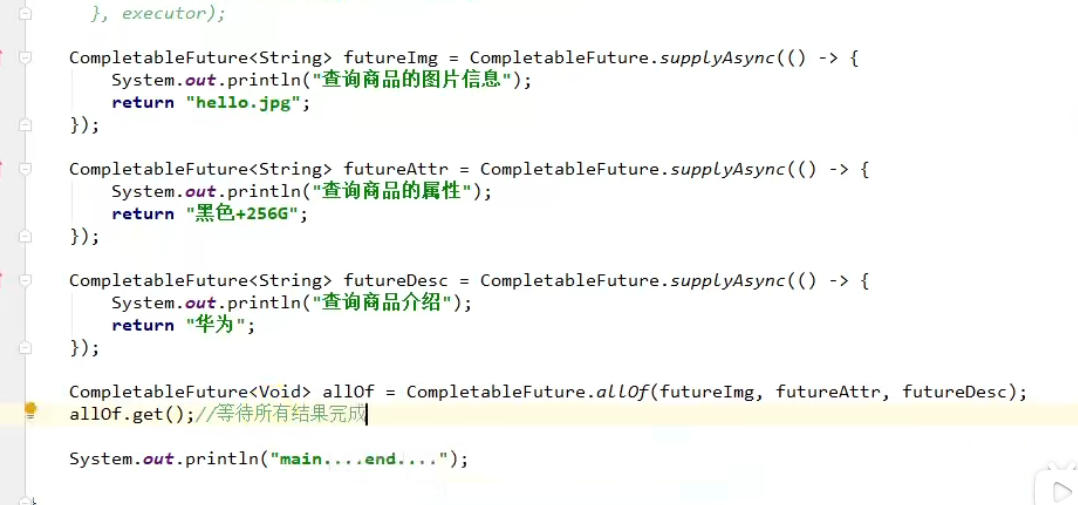 }, executor);
CompletableFuture<String> futureImg = CompletableFuture.supplyAsync(() -> {
System.out.println("查询商品的图片信息");
return "hello.jpg";
});
CompletableFuture<String> futureAttr = CompletableFuture.supplyAsync(() -> {
System.out.println("查询商品的属性");
return "黑色+256G";
});
CompletableFuture<String> futureDesc = CompletableFuture.supplyAsync(() -> {
System.out.println("查询商品介绍");
return "华为";
});
CompletableFuture<Void> allOf = CompletableFuture.allOf(futureImg, futureAttr, futureDesc);
allOf.get();//等待所有结果完成
System.out.println("main....end....");
}